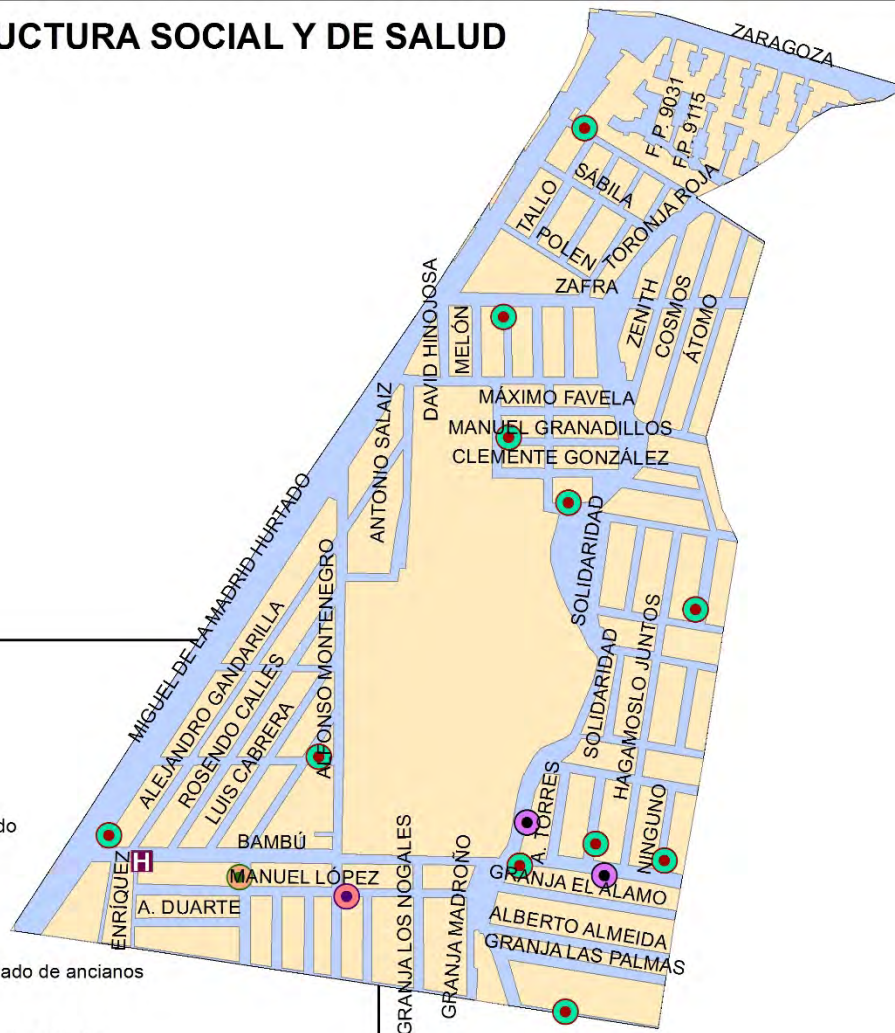 UCTURA SOCIAL Y DE SALUD
ZARAGOZA
F. P. 9031
F.P. 9115
SÁBILA
TALLO
TORONJA ROJA
POLEN
ZAFRA
DAVID HINOJOSA
MELÓN
ZENITH
COSMOS
ÁTOMO
MÁXIMO FAVELA
ANTONIO SALAIZ
MANUEL GRANADILLOS
CLEMENTE GONZÁLEZ
SOLIDARIDAD
MIGUEL DE LA MADRID HURTADO
ALFONSO MONTENEGRO
HAGAMOSLO JUNTOS
ALEJANDRO GANDARILLA
SOLIDARIDAD
ROSENDO CALLES
LUIS CABRERA
A. TORRES
NINGUNO
do
BAMBÚ
H
ENRÍQUEZ
MANUEL LÓPEZ
GRANJA LOS NOGALES
GRANJA MADROÑO
GRANJA EL ÁLAMO
A. DUARTE
ALBERTO ALMEIDA
GRANJA LAS PALMAS
ado de ancianos